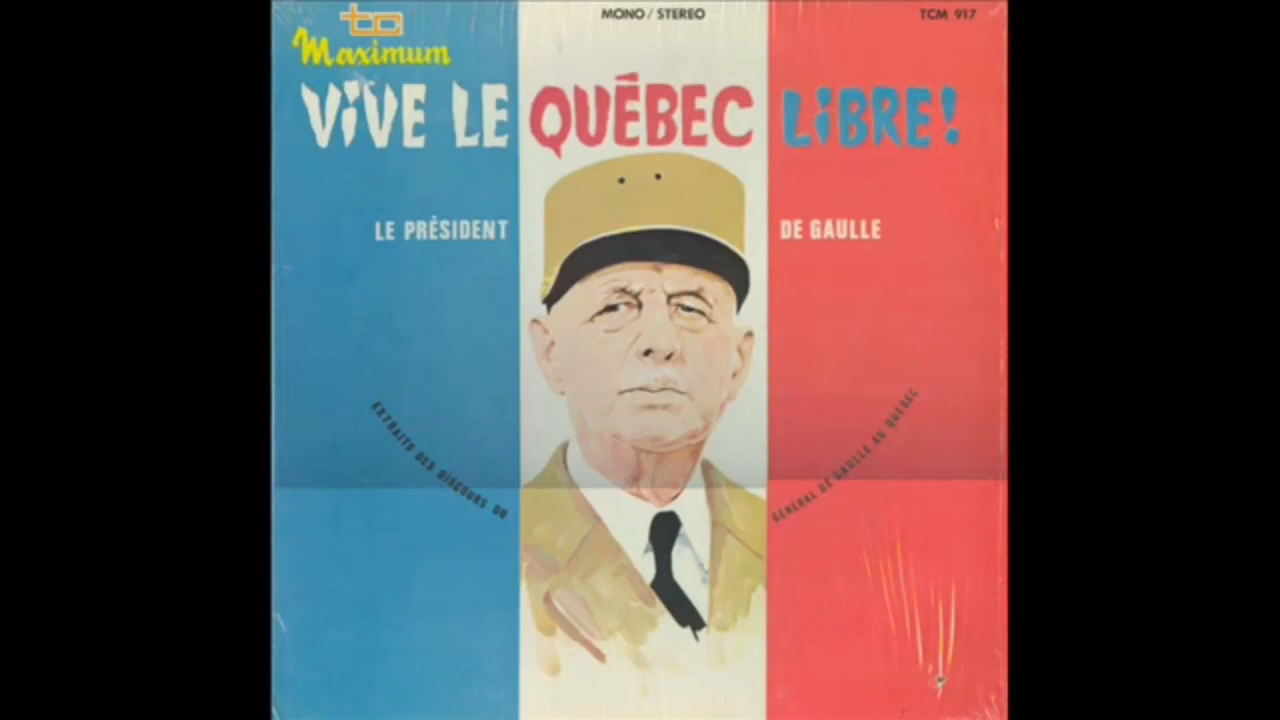 tc
Maximum
MONO / STEREO
TCM 917
ViVE LE QUÉBEC LiBRE!
LE PRÉSIDENT DE GAULLE
EXTRAITS DES DISCOURS DU GÉNÉRAL DE GAULLE AU QUÉBEC